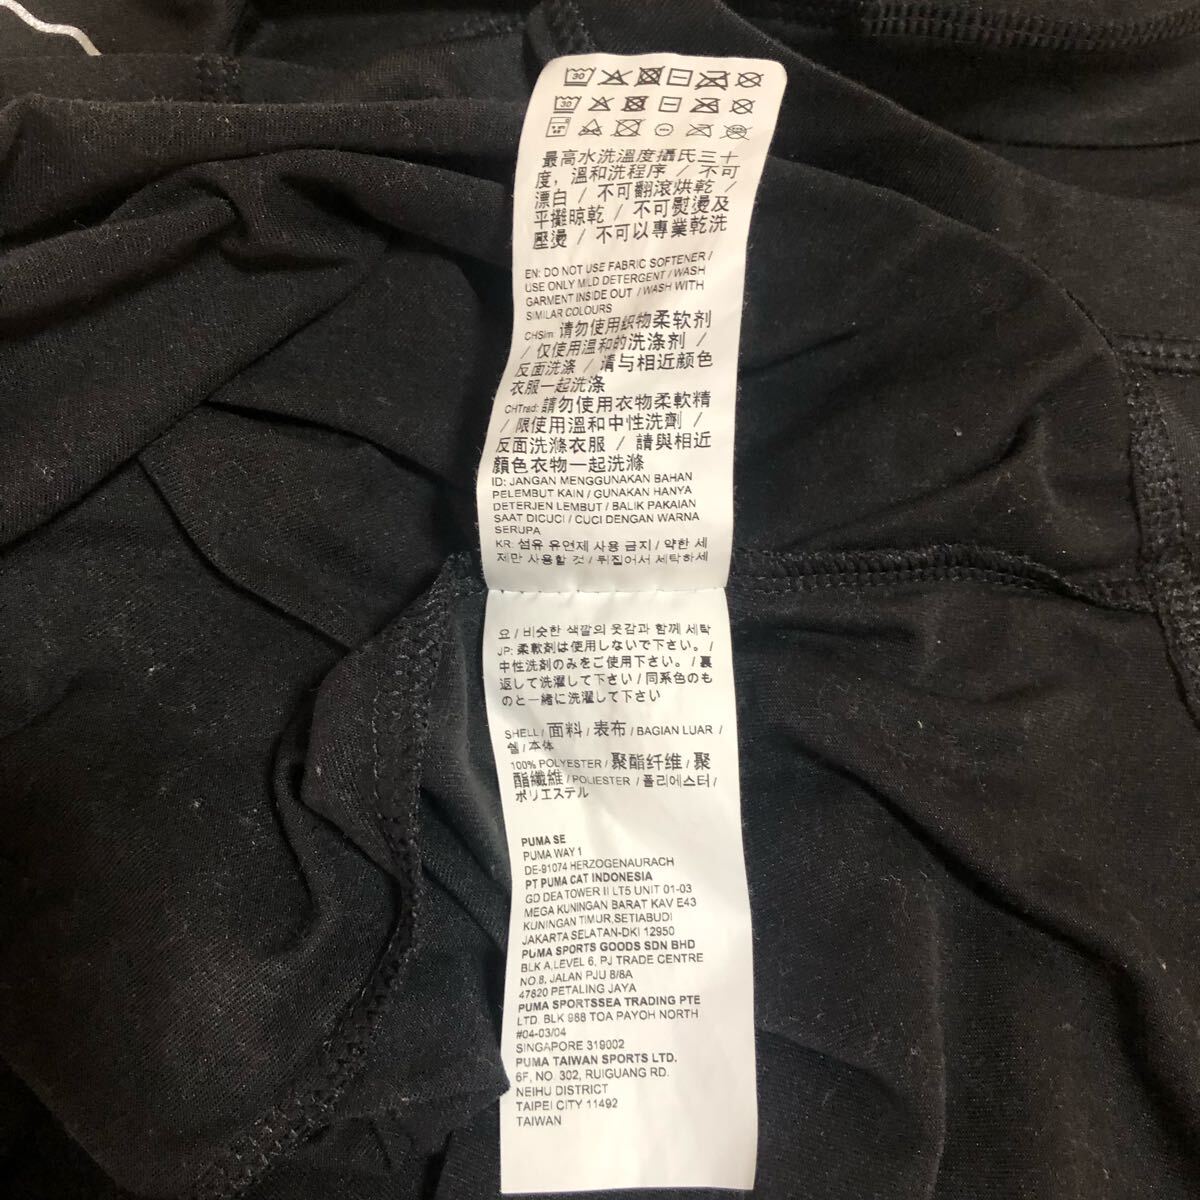 30
30
最高水洗溫度攝氏三十
度, 溫和洗程序 / 不可
漂白 / 不可翻滾烘乾 /
平攤晾乾 / 不可熨燙及
壓燙 / 不可以專業乾洗
EN: DO NOT USE FABRIC SOFTENER /
USE ONLY MILD DETERGENT / WASH
GARMENT INSIDE OUT / WASH WITH
SIMILAR COLOURS
CHSim: 请勿使用织物柔软剂
/ 仅使用温和的洗涤剂 /
反面洗涤 / 请与相近颜色
衣服一起洗涤
CHTrad: 請勿使用衣物柔軟精
/ 限使用溫和中性洗劑 /
反面洗滌衣服 / 請與相近
顏色衣物一起洗滌
ID: JANGAN MENGGUNAKAN BAHAN
PELEMBUT KAIN / GUNAKAN HANYA
DETERJEN LEMBUT / BALIK PAKAIAN
SAAT DICUCI / CUCI DENGAN WARNA
SERUPA
KR: 섬유 유연제 사용 금지 / 약한 세
제만 사용할 것 / 뒤집어서 세탁하세
요 / 비슷한 색깔의 옷감과 함께 세탁
JP: 柔軟剤は使用しないで下さい。 /
中性洗剤のみをご使用下さい。 / 裏
返して洗濯して下さい / 同系色のも
のと一緒に洗濯して下さい
SHELL / 面料 / 表布 / BAGIAN LUAR /
쉘 / 本体
100% POLYESTER / 聚酯纤维 / 聚
酯纖維 / POLIESTER / 폴리에스터 /
ポリエステル
PUMA SE
PUMA WAY 1
DE-91074 HERZOGENAURACH
PT PUMA CAT INDONESIA
GD DEA TOWER II LT5 UNIT 01-03
MEGA KUNINGAN BARAT KAV E43
KUNINGAN TIMUR,SETIABUDI
JAKARTA SELATAN-DKI 12950
PUMA SPORTS GOODS SDN BHD
BLK A,LEVEL 6, PJ TRADE CENTRE
NO.8, JALAN PJU 8/8A
47820 PETALING JAYA
PUMA SPORTSSEA TRADING PTE
LTD. BLK 988 TOA PAYOH NORTH
#04-03/04
SINGAPORE 319002
PUMA TAIWAN SPORTS LTD.
6F, NO. 302, RUIGUANG RD.
NEIHU DISTRICT
TAIPEI CITY 11492
TAIWAN